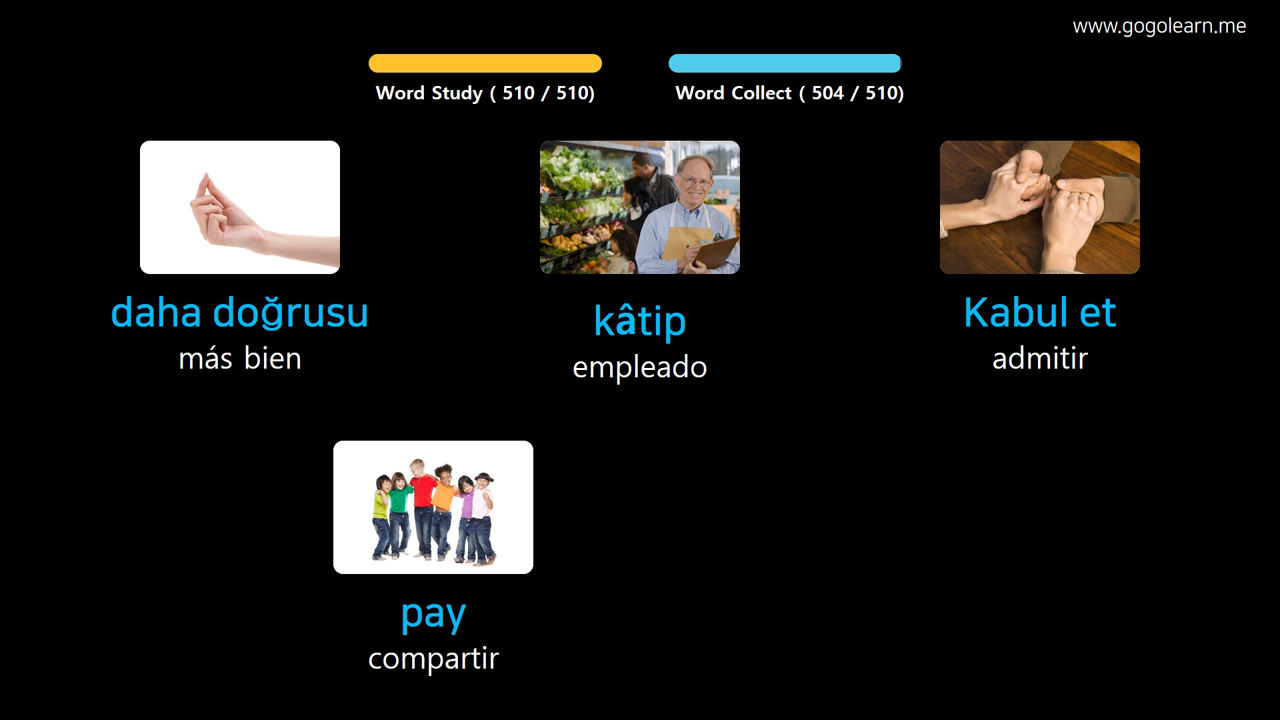 www.gogolearn.me
Word Study ( 510 / 510)
Word Collect ( 504 / 510)
daha doğrusu
más bien
kâtip
empleado
Kabul et
admitir
pay
compartir